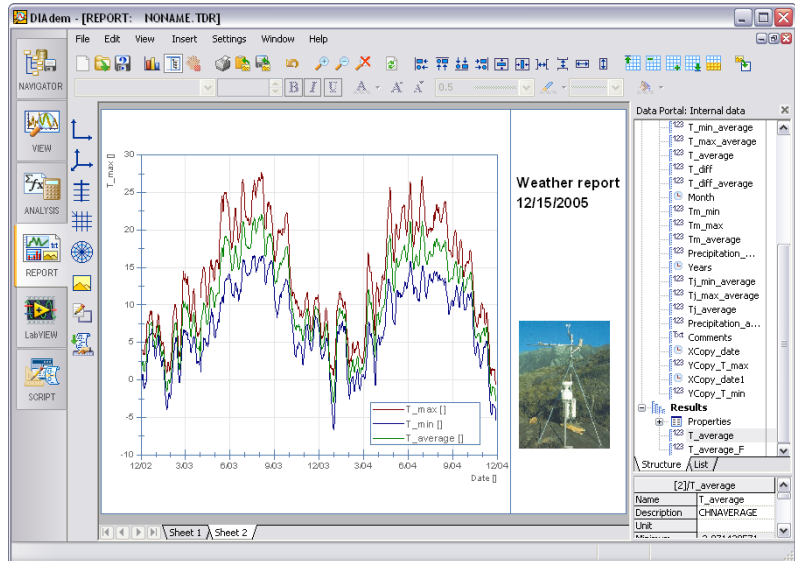 DIAdem - [REPORT: NONAME.TDR]
File Edit View Insert Settings Window Help
NAVIGATOR
VIEW
ANALYSIS
REPORT
LabVIEW
SCRIPT
B I U A A A 0.5
T_max []
30
25
20
15
10
5
0
-5
-10
12/02 3/03 6/03 9/03 12/03 3/04 6/04 9/04 12/04
Date []
T_max []
T_min []
T_average []
Weather report
12/15/2005
Sheet 1 Sheet 2
Data Portal: Internal data
T_min_average
T_max_average
T_average
T_diff
T_diff_average
Month
Tm_min
Tm_max
Tm_average
Precipitation_...
Years
Tj_min_average
Tj_max_average
Tj_average
Precipitation_a...
Comments
XCopy_date
YCopy_T_max
XCopy_date1
YCopy_T_min
Results
Properties
T_average
T_average_F
Structure List
[2]/T_average
Name T_average
Description CHNAVERAGE
Unit